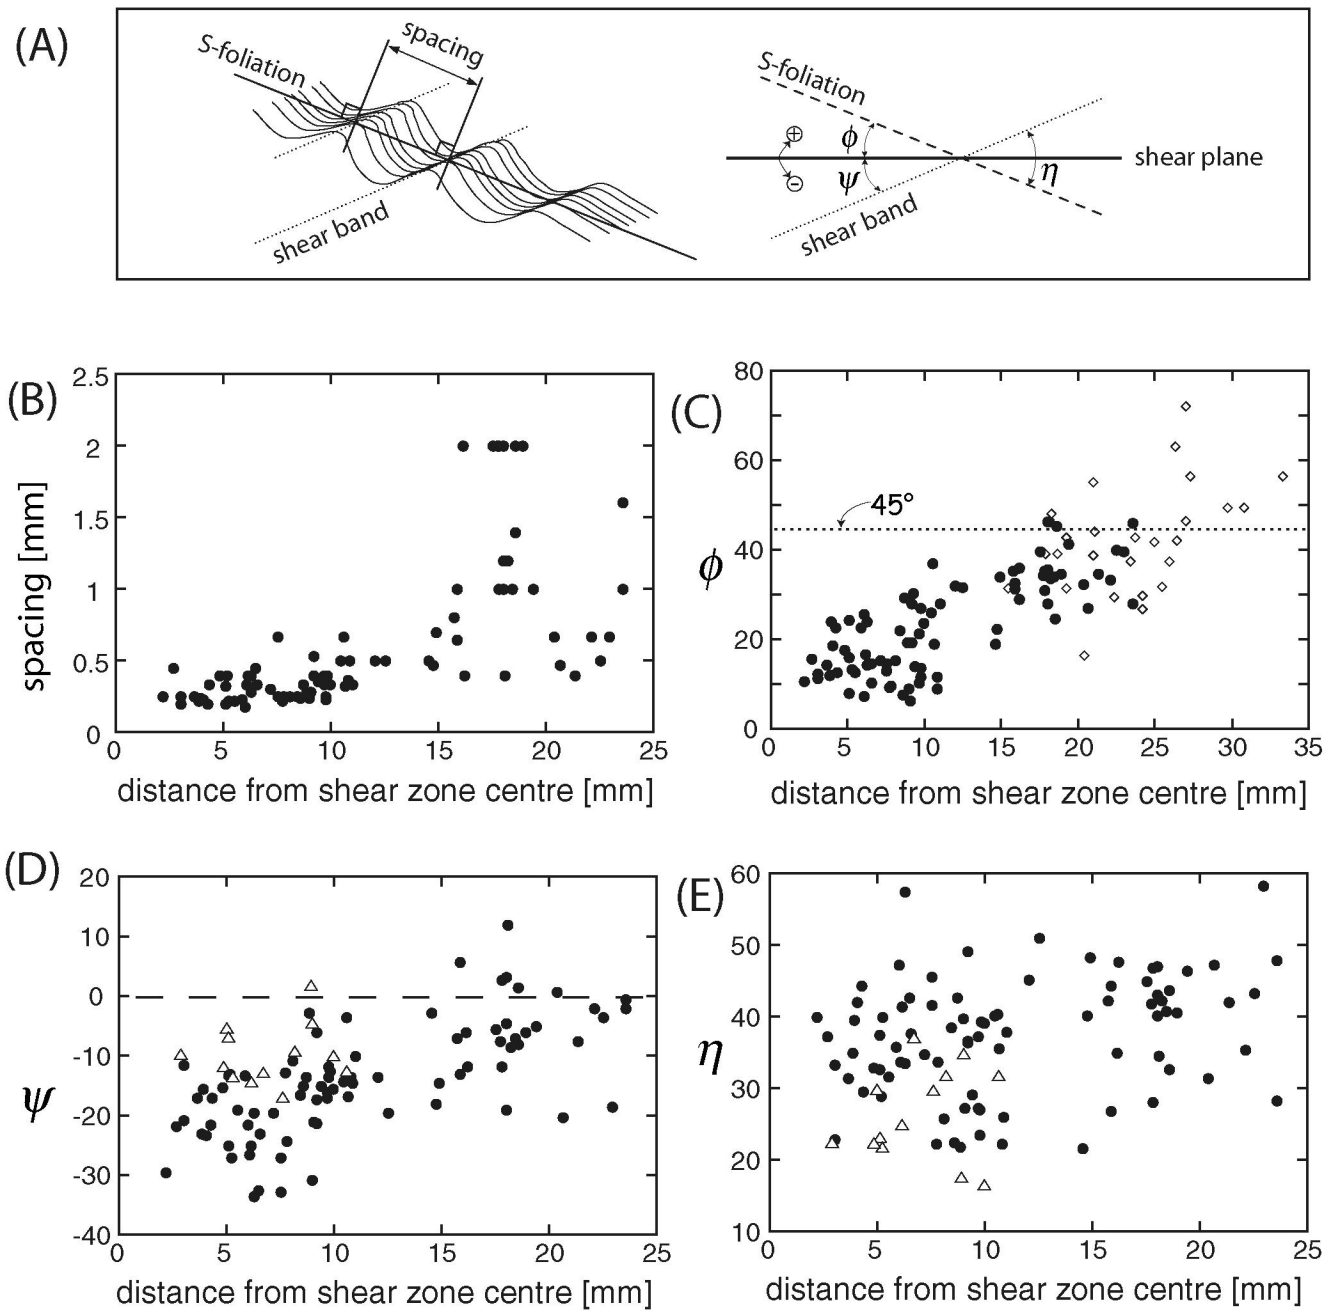 (A)
S-foliation
spacing
shear band
S-foliation
+
ϕ
-
ψ
η
shear plane
shear band
(B)
2.5
2
1.5
1
0.5
0
spacing [mm]
0 5 10 15 20 25
distance from shear zone centre [mm]
(C)
80
60
45°
40
20
0
ϕ
0 5 10 15 20 25 30 35
distance from shear zone centre [mm]
(D)
20
10
0
-10
-20
-30
-40
ψ
0 5 10 15 20 25
distance from shear zone centre [mm]
(E)
60
50
40
30
20
10
η
0 5 10 15 20 25
distance from shear zone centre [mm]